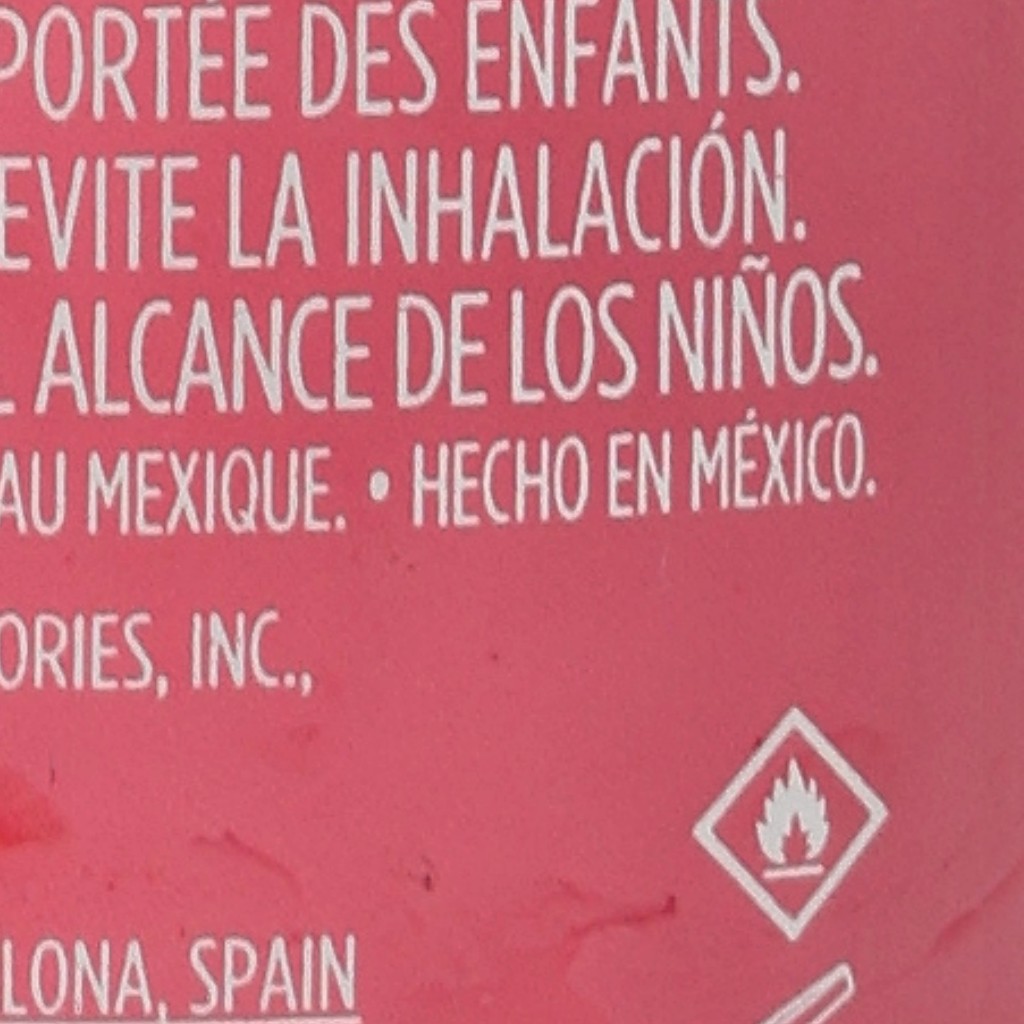 PORTÉE DES ENFANTS.
EVITE LA INHALACIÓN.
L ALCANCE DE LOS NIÑOS.
AU MEXIQUE. • HECHO EN MÉXICO.
ORIES, INC.,
LONA, SPAIN